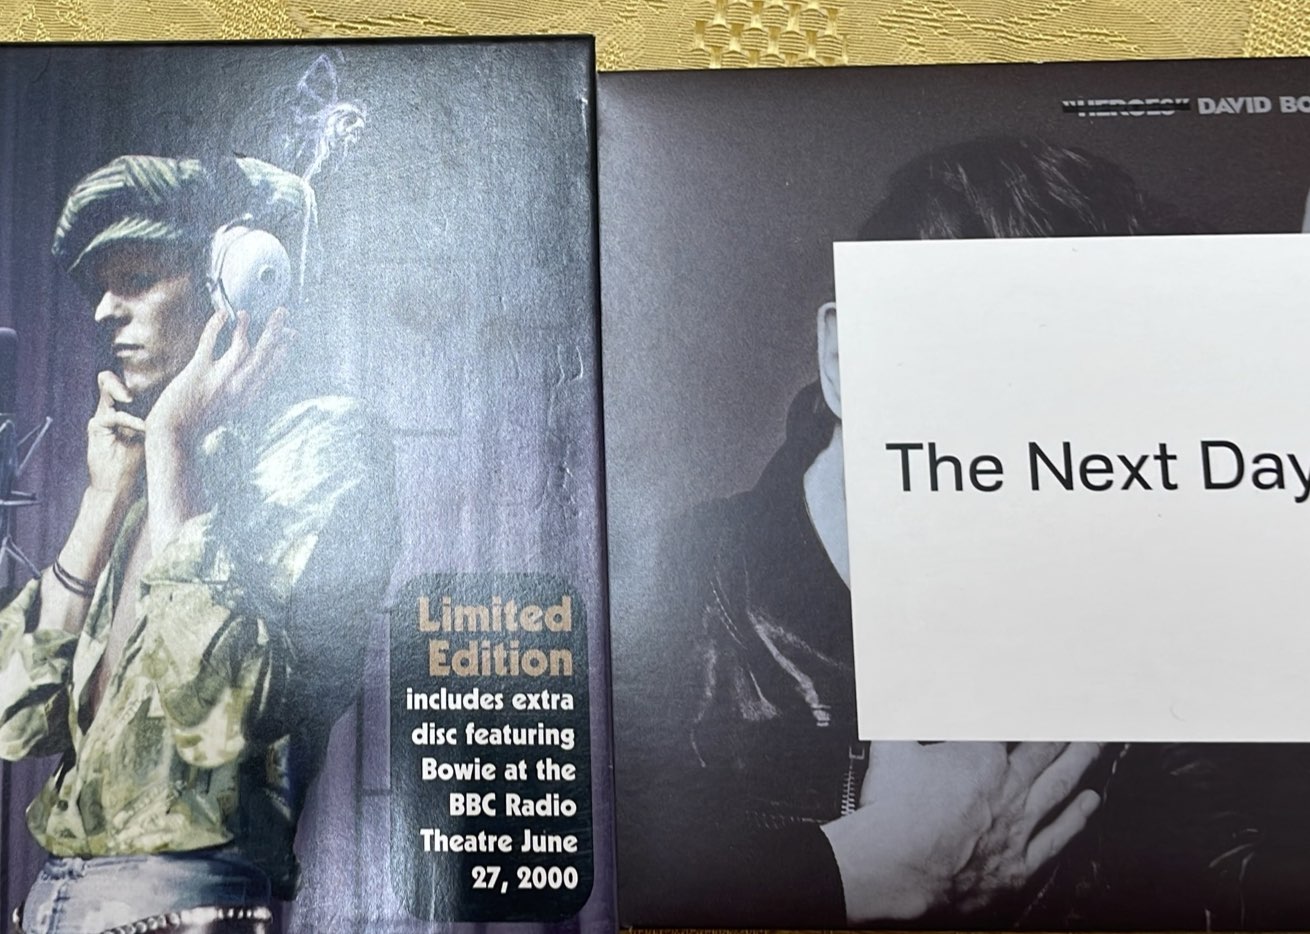 Limited
Edition
includes extra
disc featuring
Bowie at the
BBC Radio
Theatre June
27, 2000
"HEROES" DAVID BO
The Next Day